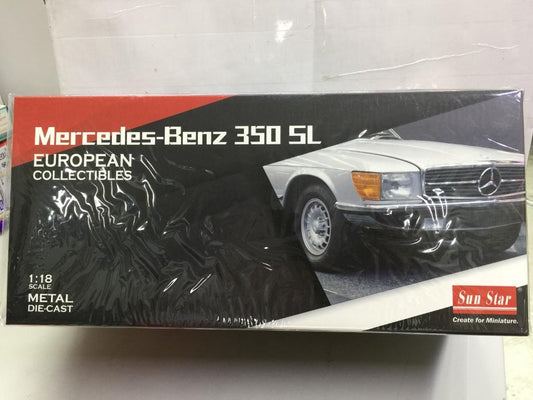 Mercedes-Benz 350 SL
EUROPEAN
COLLECTIBLES
1:18
SCALE
METAL
DIE-CAST
Sun Star
Create for Miniature.